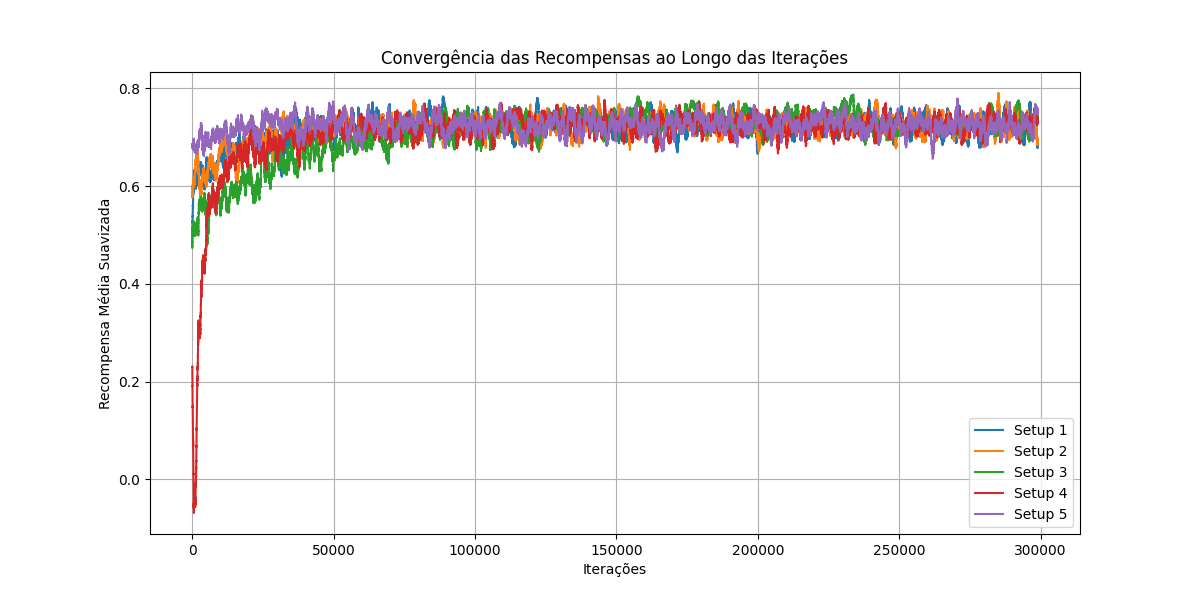 Convergência das Recompensas ao Longo das Iterações
Recompensa Média Suavizada
0.8
0.6
0.4
0.2
0.0
0
50000
100000
150000
200000
250000
300000
Iterações
Setup 1
Setup 2
Setup 3
Setup 4
Setup 5